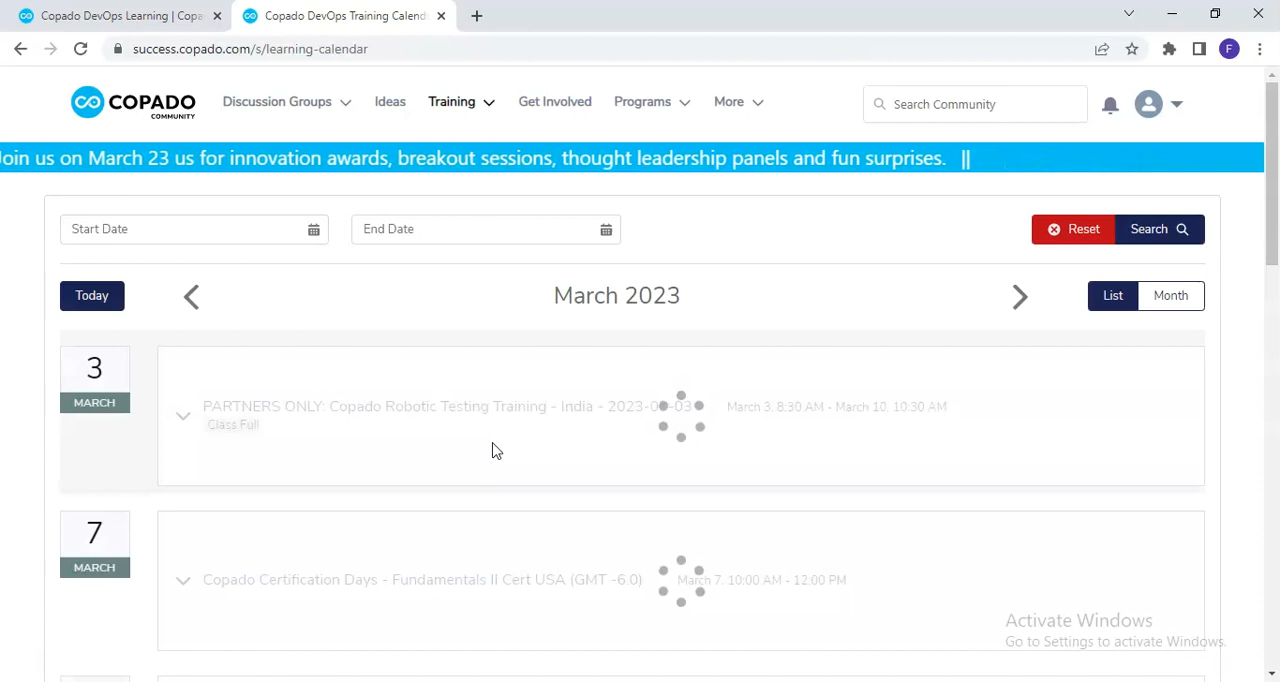 Copado DevOps Learning | Copa
Copado DevOps Training Calend
success.copado.com/s/learning-calendar
F
COPADO
COMMUNITY
Discussion Groups
Ideas
Training
Get Involved
Programs
More
Search Community
Join us on March 23 us for innovation awards, breakout sessions, thought leadership panels and fun surprises. ||
Start Date
End Date
Reset
Search
Today
March 2023
List
Month
3
MARCH
PARTNERS ONLY: Copado Robotic Testing Training - India - 2023-03-03
March 3, 8:30 AM - March 10, 10:30 AM
Class Full
7
MARCH
Copado Certification Days - Fundamentals II Cert USA (GMT -6.0)
March 7, 10:00 AM - 12:00 PM
Activate Windows
Go to Settings to activate Windows.